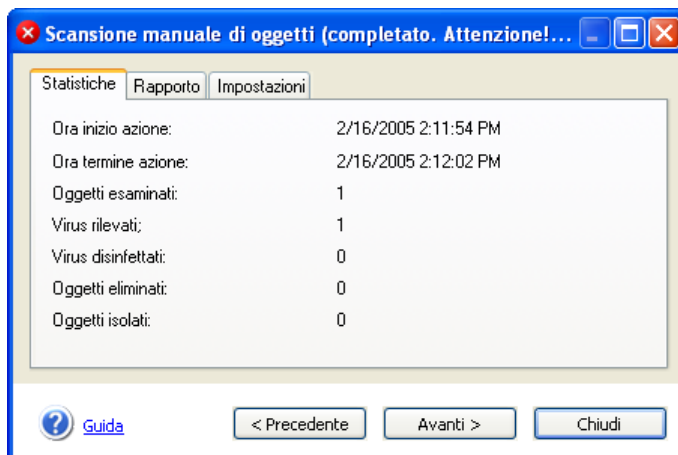 Scansione manuale di oggetti (completato. Attenzione!...
Statistiche Rapporto Impostazioni
Ora inizio azione: 2/16/2005 2:11:54 PM
Ora termine azione: 2/16/2005 2:12:02 PM
Oggetti esaminati: 1
Virus rilevati; 1
Virus disinfettati: 0
Oggetti eliminati: 0
Oggetti isolati: 0
Guida < Precedente Avanti > Chiudi